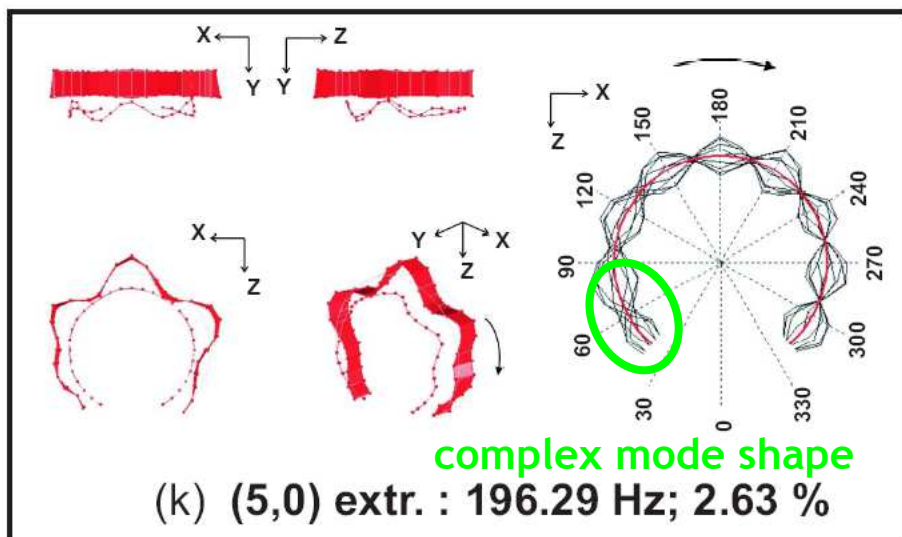 X Z
Y Y
X
Z
150 180 210
120 240
90 270
60 300
30 0 330
X
Z
Y X
Z
complex mode shape
(k) (5,0) extr. : 196.29 Hz; 2.63 %